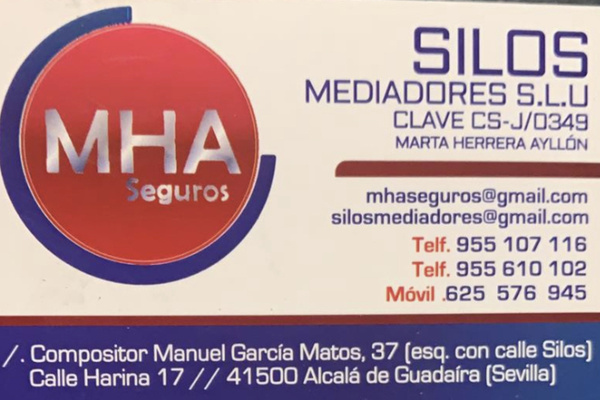 MHA
Seguros
SILOS
MEDIADORES S.L.U
CLAVE CS-J/0349
MARTA HERRERA AYLLÓN
mhaseguros@gmail.com
silosmediadores@gmail.com
Telf. 955 107 116
Telf. 955 610 102
Móvil .625 576 945
/. Compositor Manuel García Matos, 37 (esq. con calle Silos)
Calle Harina 17 // 41500 Alcalá de Guadaíra (Sevilla)